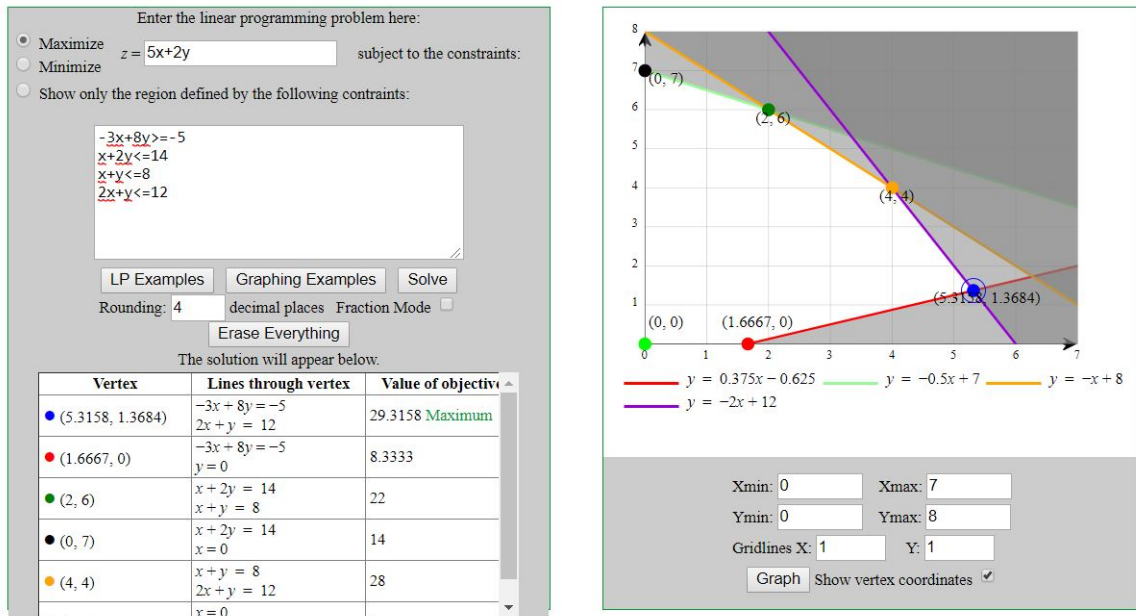 Enter the linear programming problem here:
Maximize
Minimize
z = 5x+2y subject to the constraints:
Show only the region defined by the following contraints:
-3x+8y>=-5
x+2y<=14
x+y<=8
2x+y<=12
LP Examples Graphing Examples Solve
Rounding: 4 decimal places Fraction Mode
Erase Everything
The solution will appear below.
Vertex Lines through vertex Value of objective
(5.3158, 1.3684) −3x + 8y = −5 29.3158 Maximum
2x + y = 12
(1.6667, 0) −3x + 8y = −5 8.3333
y = 0
(2, 6) x + 2y = 14 22
x + y = 8
(0, 7) x + 2y = 14 14
x = 0
(4, 4) x + y = 8 28
2x + y = 12
x = 0
8
7
(0, 7)
6
(2, 6)
5
4
(4, 4)
3
2
1
(5.3158, 1.3684)
(0, 0) (1.6667, 0)
0 1 2 3 4 5 6 7
y = 0.375x − 0.625 y = −0.5x + 7 y = −x + 8
y = −2x + 12
Xmin: 0 Xmax: 7
Ymin: 0 Ymax: 8
Gridlines X: 1 Y: 1
Graph Show vertex coordinates